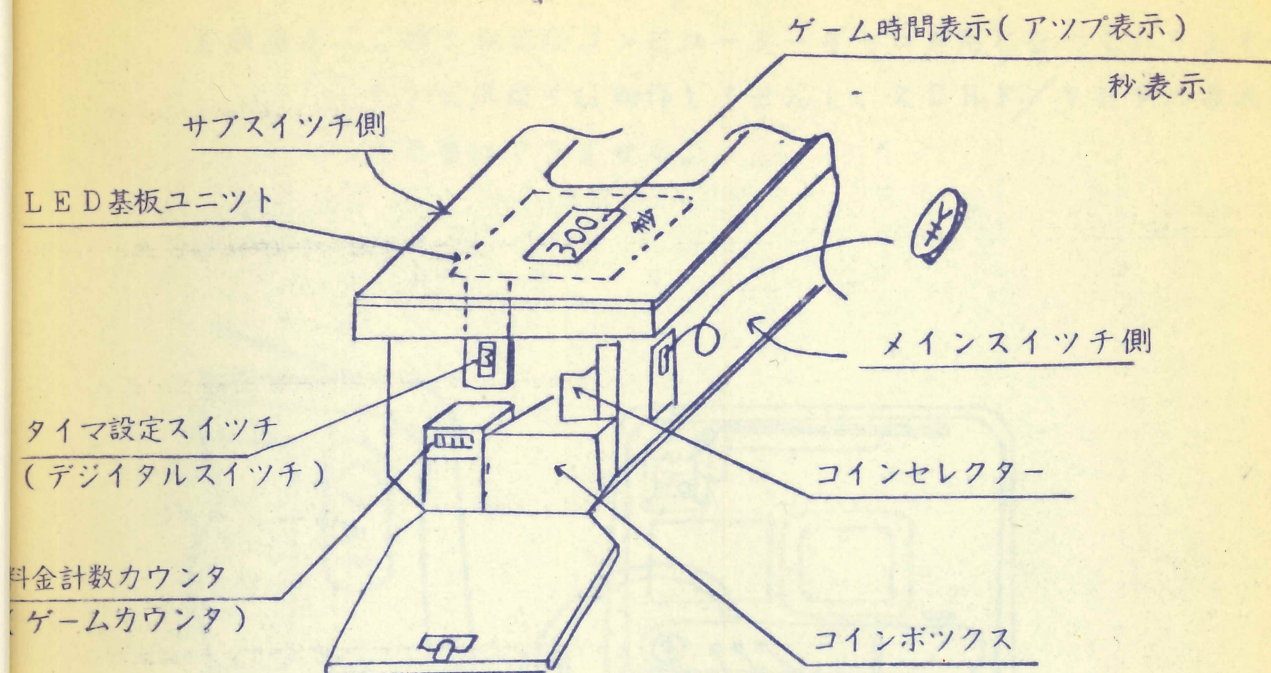 ゲーム時間表示(アツプ表示)
秒表示
サブスイツチ側
LED基板ユニツト
300
秒
¥
メインスイツチ側
タイマ設定スイツチ
(デジイタルスイツチ)
コインセレクター
料金計数カウンタ
(ゲームカウンタ)
コインボツクス